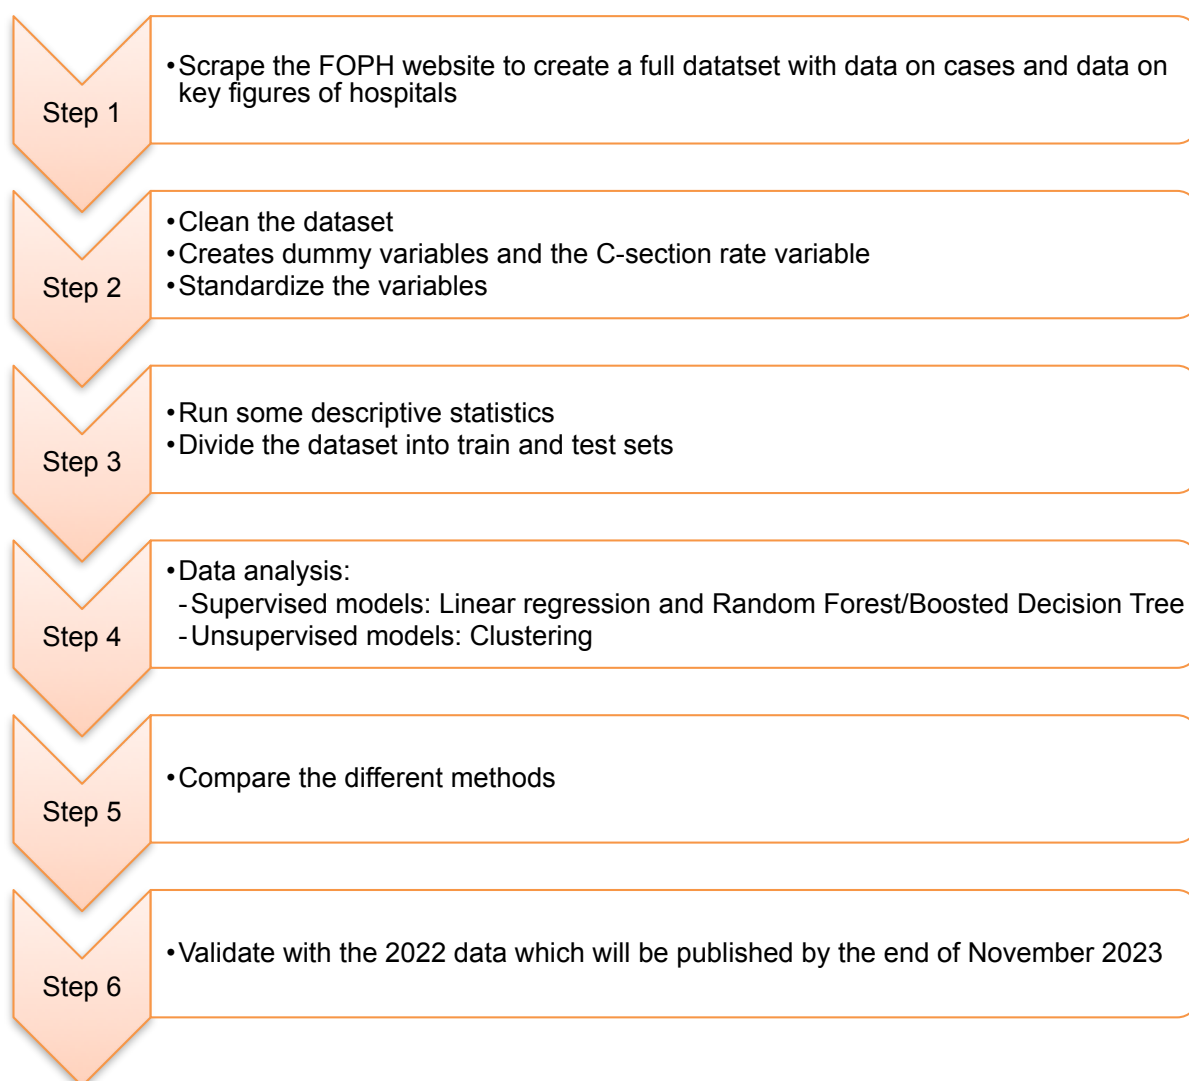 Step 1
•Scrape the FOPH website to create a full datatset with data on cases and data on
key figures of hospitals
Step 2
•Clean the dataset
•Creates dummy variables and the C-section rate variable
•Standardize the variables
Step 3
•Run some descriptive statistics
•Divide the dataset into train and test sets
Step 4
•Data analysis:
-Supervised models: Linear regression and Random Forest/Boosted Decision Tree
-Unsupervised models: Clustering
Step 5
•Compare the different methods
Step 6
•Validate with the 2022 data which will be published by the end of November 2023